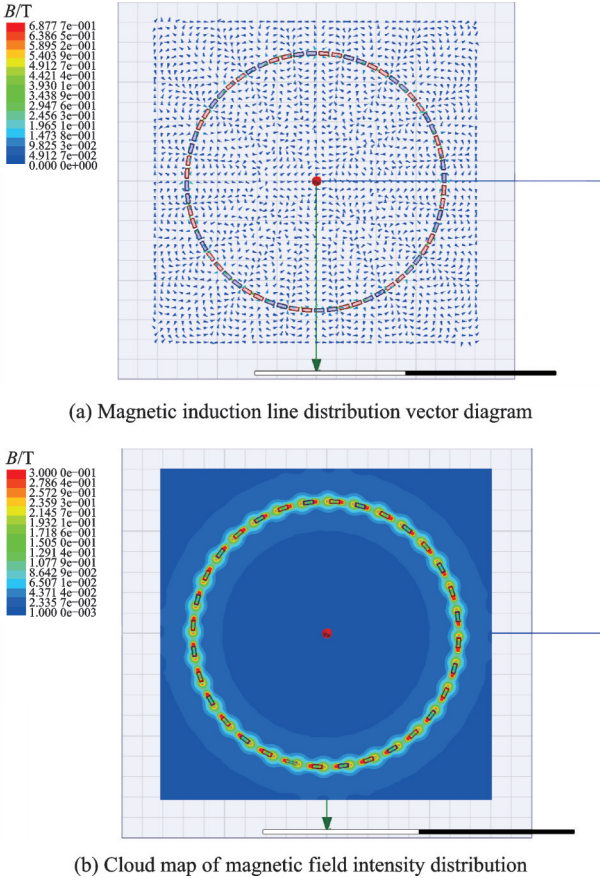 B/T
6.877 7e−001
6.386 5e−001
5.895 2e−001
5.403 9e−001
4.912 7e−001
4.421 4e−001
3.930 1e−001
3.438 9e−001
2.947 6e−001
2.456 3e−001
1.965 1e−001
1.473 8e−001
9.825 3e−002
4.912 7e−002
0.000 0e+000
(a) Magnetic induction line distribution vector diagram
B/T
3.000 0e−001
2.786 4e−001
2.572 9e−001
2.359 3e−001
2.145 7e−001
1.932 1e−001
1.718 6e−001
1.505 0e−001
1.291 4e−001
1.077 9e−001
8.642 9e−002
6.507 1e−002
4.371 4e−002
2.335 7e−002
1.000 0e−003
(b) Cloud map of magnetic field intensity distribution